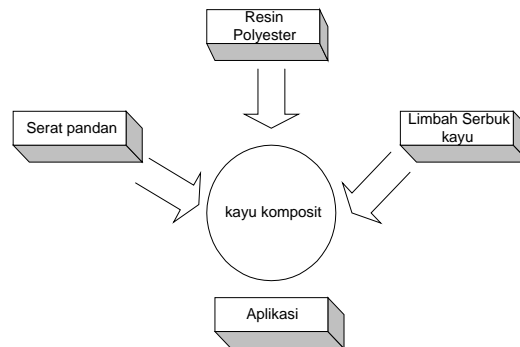 Resin
Polyester
Serat pandan
Limbah Serbuk
kayu
kayu komposit
Aplikasi